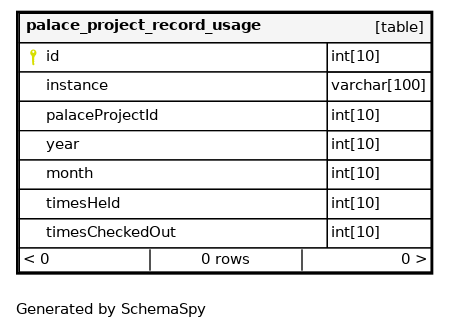 palace_project_record_usage [table]
id int[10]
instance varchar[100]
palaceProjectId int[10]
year int[10]
month int[10]
timesHeld int[10]
timesCheckedOut int[10]
< 0 0 rows 0 >
Generated by SchemaSpy